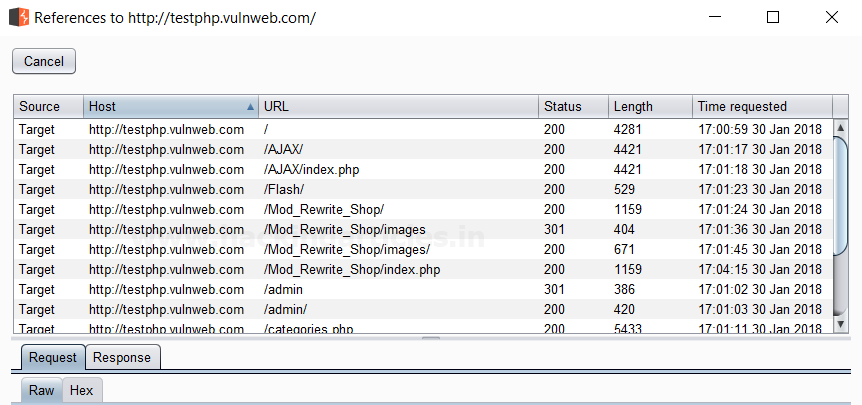 References to http://testphp.vulnweb.com/
Cancel
Source Host URL Status Length Time requested
Target http://testphp.vulnweb.com / 200 4281 17:00:59 30 Jan 2018
Target http://testphp.vulnweb.com /AJAX/ 200 4421 17:01:17 30 Jan 2018
Target http://testphp.vulnweb.com /AJAX/index.php 200 4421 17:01:18 30 Jan 2018
Target http://testphp.vulnweb.com /Flash/ 200 529 17:01:23 30 Jan 2018
Target http://testphp.vulnweb.com /Mod_Rewrite_Shop/ 200 1159 17:01:24 30 Jan 2018
Target http://testphp.vulnweb.com /Mod_Rewrite_Shop/images 301 404 17:01:36 30 Jan 2018
Target http://testphp.vulnweb.com /Mod_Rewrite_Shop/images/ 200 671 17:01:45 30 Jan 2018
Target http://testphp.vulnweb.com /Mod_Rewrite_Shop/index.php 200 1159 17:04:15 30 Jan 2018
Target http://testphp.vulnweb.com /admin 301 386 17:01:02 30 Jan 2018
Target http://testphp.vulnweb.com /admin/ 200 420 17:01:03 30 Jan 2018
Target http://testphp.vulnweb.com /categories.php 200 5433 17:01:11 30 Jan 2018
Request Response
Raw Hex